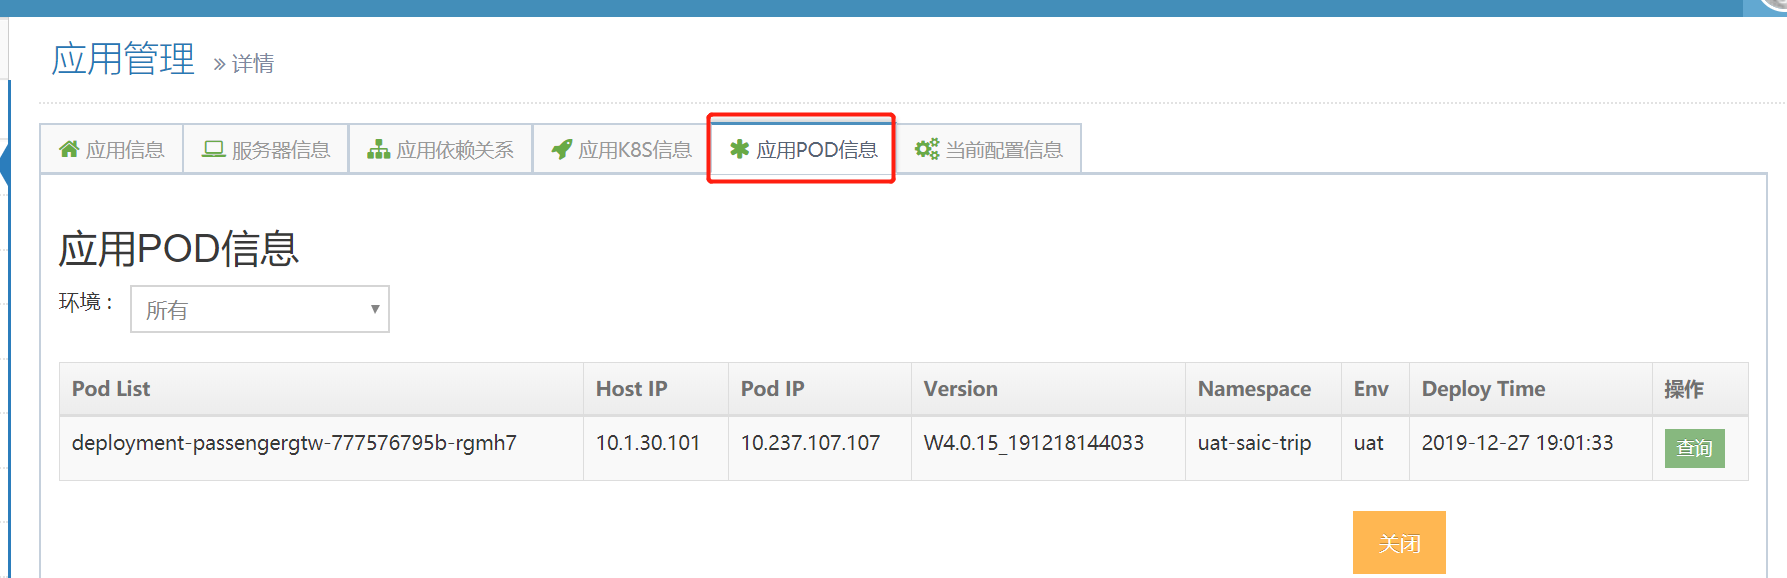 应用管理 » 详情
应用信息 服务器信息 应用依赖关系 应用K8S信息 应用POD信息 当前配置信息
应用POD信息
环境： 所有
Pod List Host IP Pod IP Version Namespace Env Deploy Time 操作
deployment-passengergtw-777576795b-rgmh7 10.1.30.101 10.237.107.107 W4.0.15_191218144033 uat-saic-trip uat 2019-12-27 19:01:33 查询
关闭